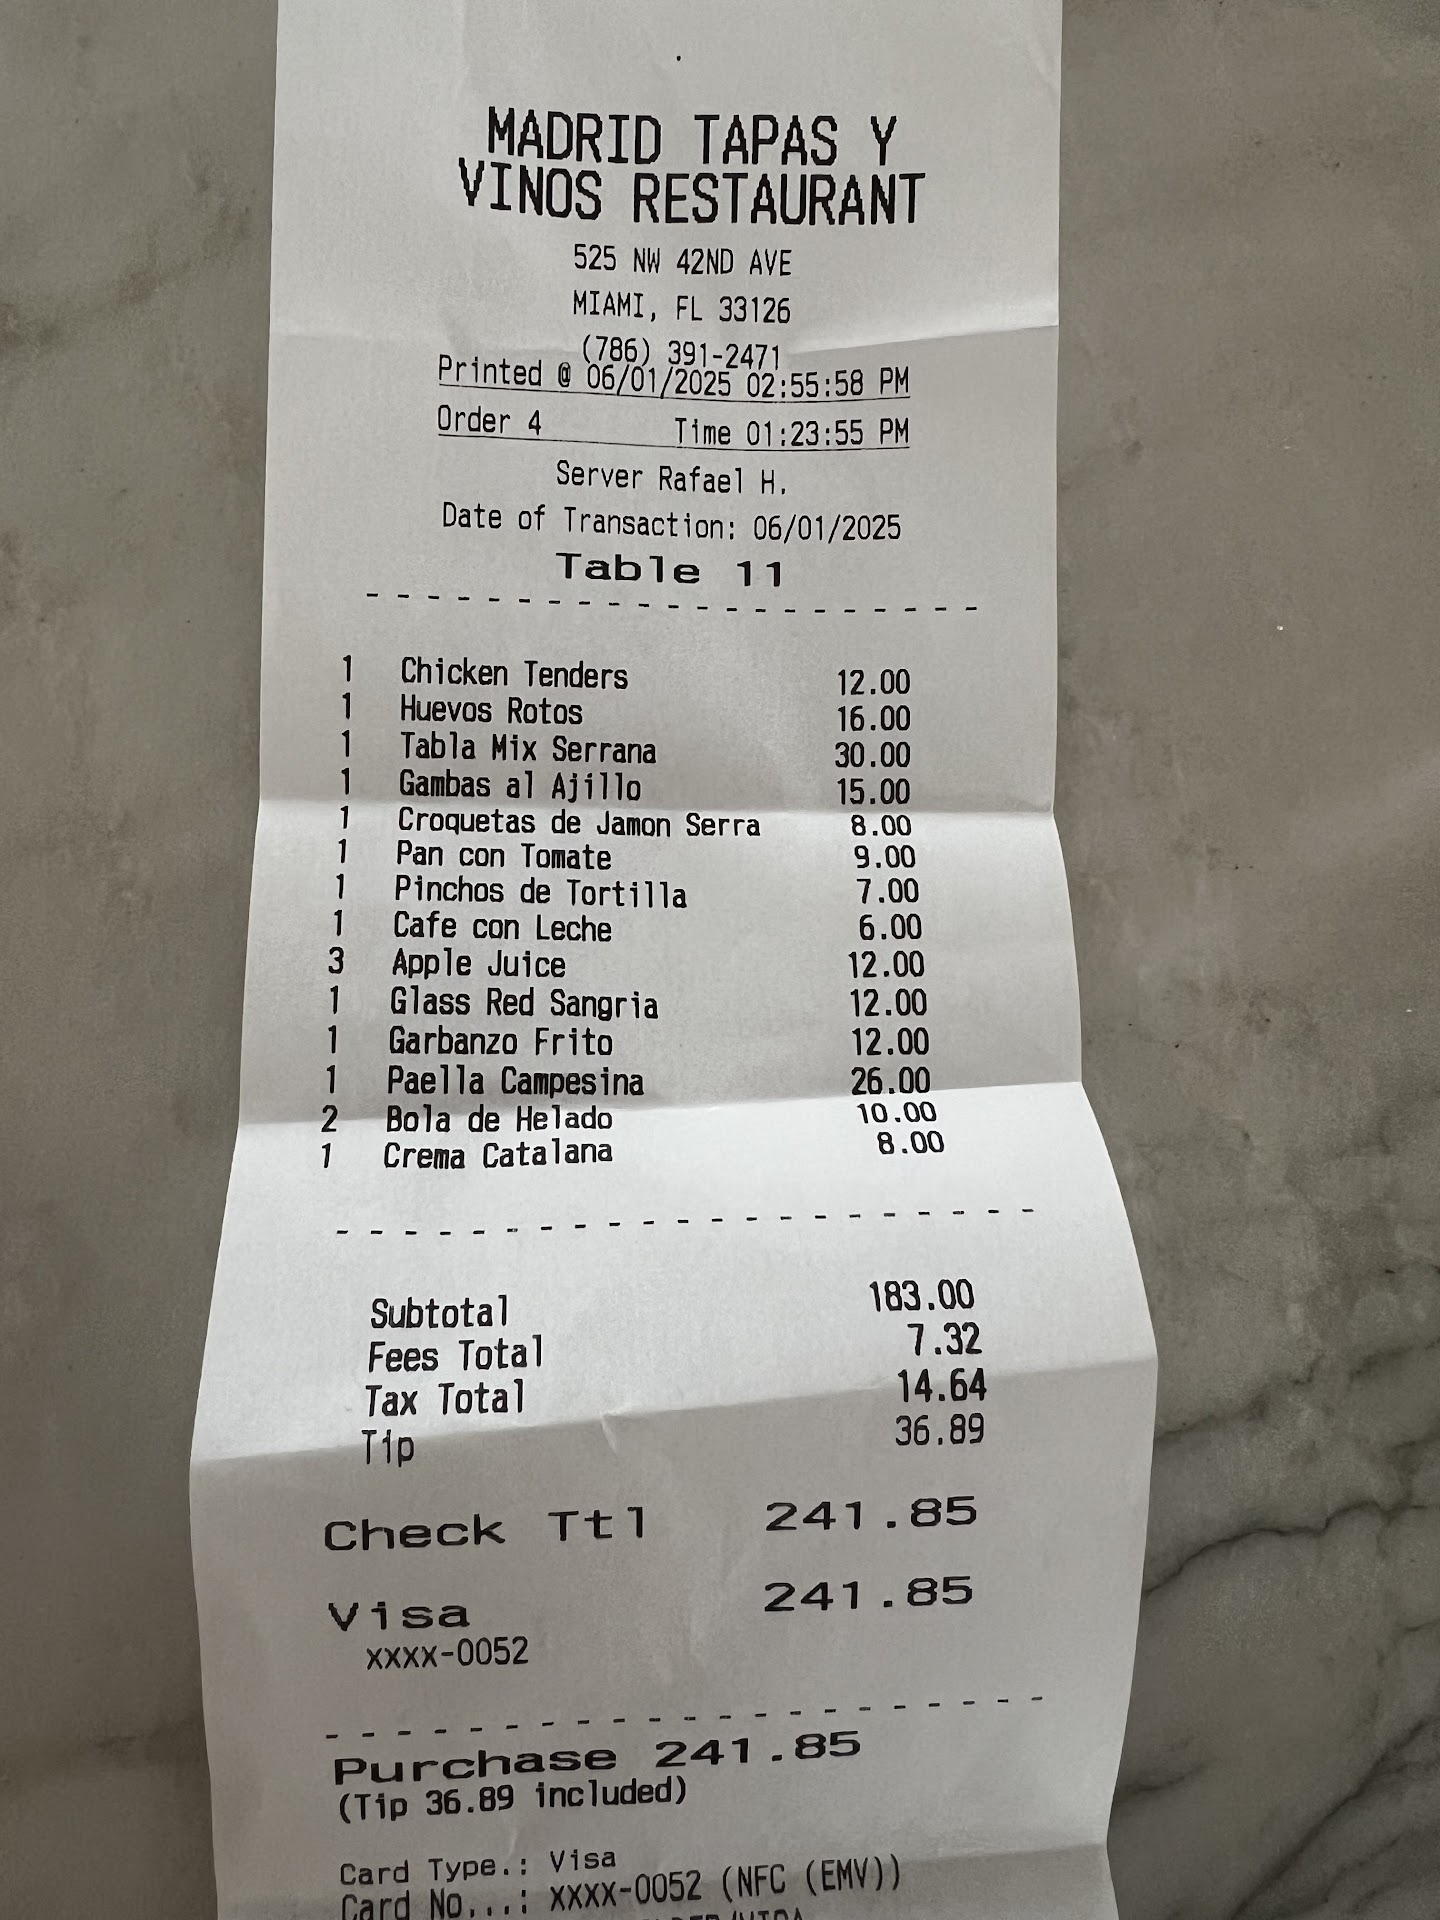 MADRID TAPAS Y
VINOS RESTAURANT
525 NW 42ND AVE
MIAMI, FL 33126
(786) 391-2471
Printed @ 06/01/2025 02:55:58 PM
Order 4 Time 01:23:55 PM
Server Rafael H.
Date of Transaction: 06/01/2025
Table 11
1 Chicken Tenders 12.00
1 Huevos Rotos 16.00
1 Tabla Mix Serrana 30.00
1 Gambas al Ajillo 15.00
1 Croquetas de Jamon Serra 8.00
1 Pan con Tomate 9.00
1 Pinchos de Tortilla 7.00
1 Cafe con Leche 6.00
3 Apple Juice 12.00
1 Glass Red Sangria 12.00
1 Garbanzo Frito 12.00
1 Paella Campesina 26.00
2 Bola de Helado 10.00
1 Crema Catalana 8.00
Subtotal 183.00
Fees Total 7.32
Tax Total 14.64
Tip 36.89
Check Ttl 241.85
Visa 241.85
xxxx-0052
Purchase 241.85
(Tip 36.89 included)
Card Type.: Visa
Card No...: xxxx-0052 (NFC (EMV))